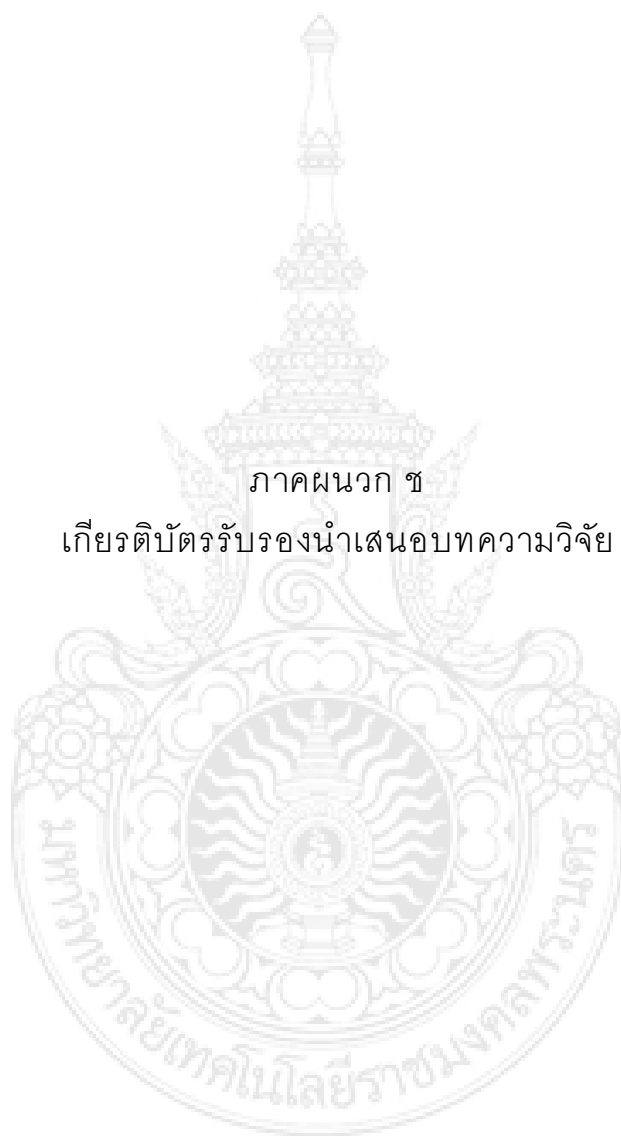 ภาคผนวก ช
เกียรติบัตรรับรองนำเสนอบทความวิจัย
มหาวิทยาลัยเทคโนโลยีราชมงคลพระนคร